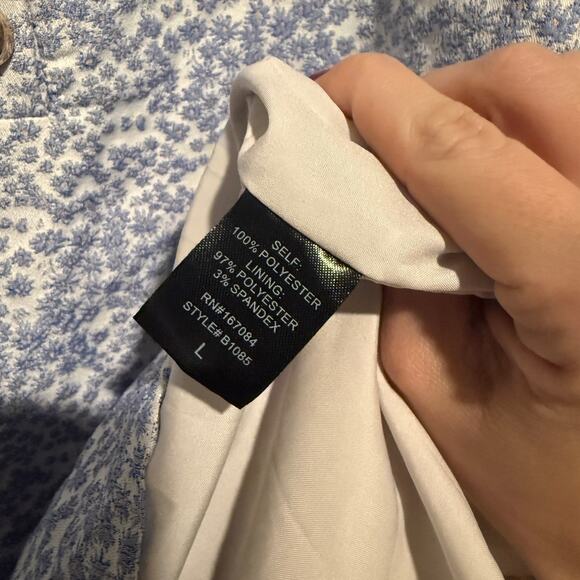 SELF:
100% POLYESTER
LINING:
97% POLYESTER
3% SPANDEX
RN#167084
STYLE# B1085
L